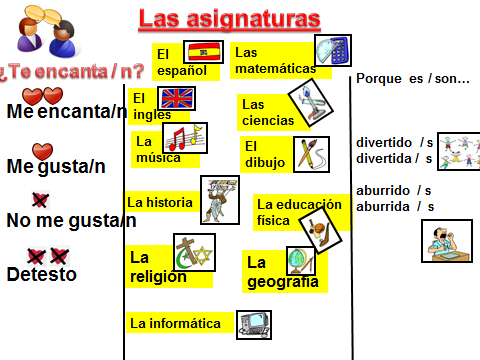 Las asignaturas
¿Te encanta / n?
Me encanta/n
Me gusta/n
No me gusta/n
Detesto
El
español
Las
matemáticas
El
inglés
Las
ciencias
La
música
El
dibujo
La historia
La educación
física
La
religión
La
geografía
La informática
Porque es / son...
divertido / s
divertida / s
aburrido / s
aburrida / s